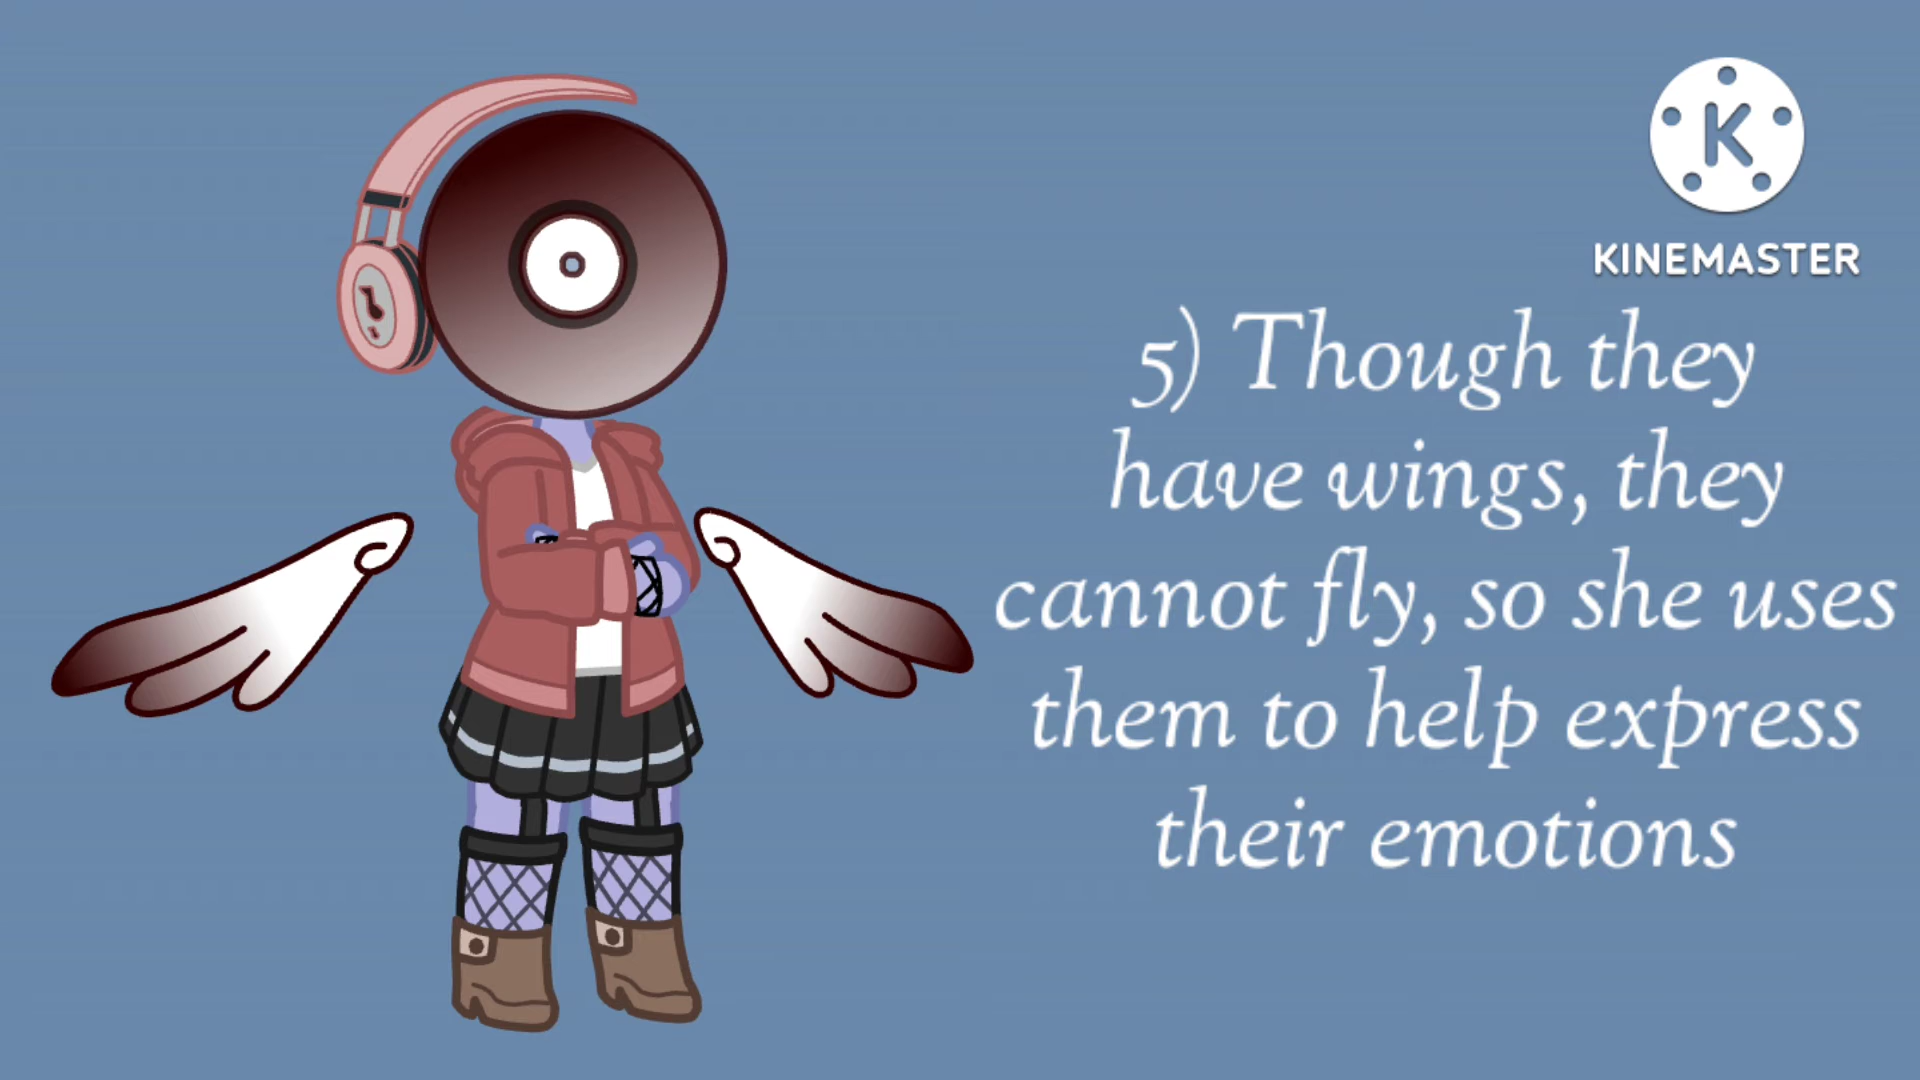 KINEMASTER
5) Though they
have wings, they
cannot fly, so she uses
them to help express
their emotions